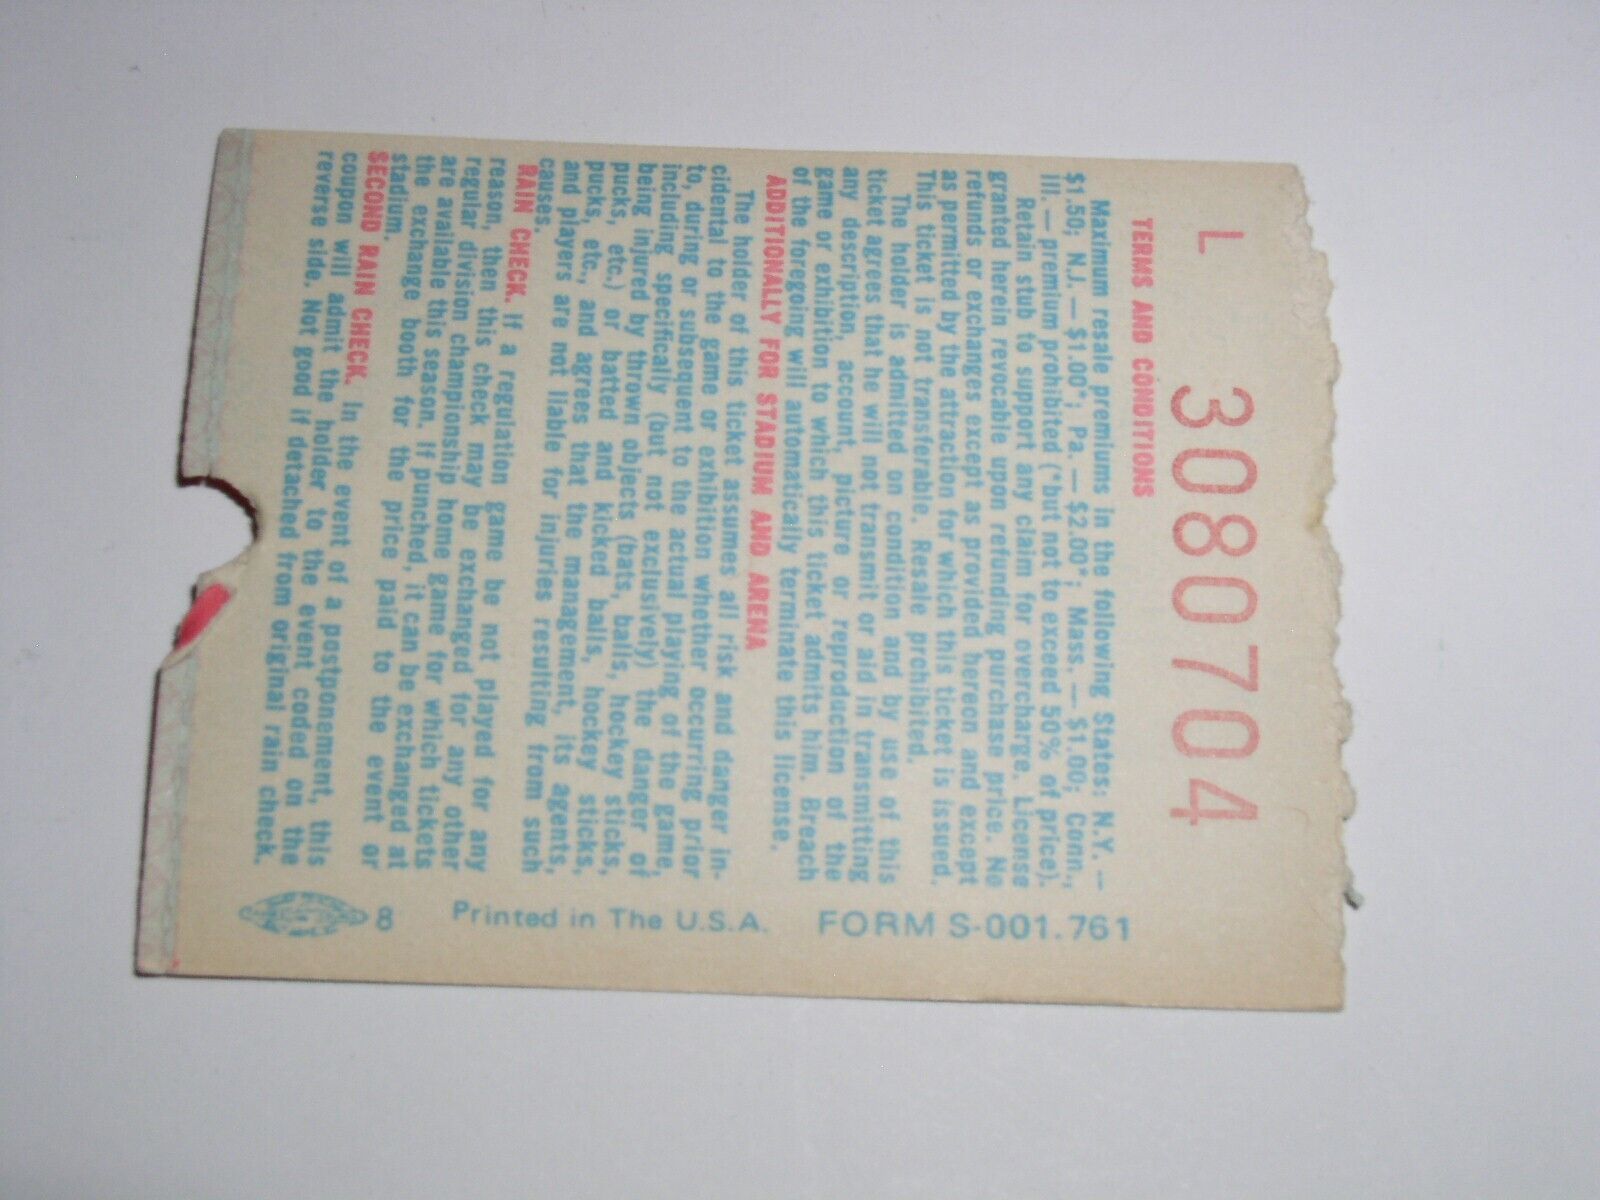 L 3080704
TERMS AND CONDITIONS
Maximum resale premiums in the following States: N.Y. —
$1.50; N.J. — $1.00*; Pa. — $2.00*; Mass. — $1.00; Conn.,
Ill. — premium prohibited (*but not to exceed 50% of price).
Retain stub to support any claim for overcharge. License
granted herein revocable upon refunding purchase price. No
refunds or exchanges except as provided hereon and except
as permitted by the attraction for which this ticket is issued.
This ticket is not transferable. Resale prohibited.
The holder is admitted on condition and by use of this
ticket agrees that he will not transmit or aid in transmitting
any description, account, picture or reproduction of the
game or exhibition to which this ticket admits him. Breach
of the foregoing will automatically terminate this license.
ADDITIONALLY FOR STADIUM AND ARENA
The holder of this ticket assumes all risk and danger in-
cidental to the game or exhibition whether occurring prior
to, during or subsequent to the actual playing of the game,
including specifically (but not exclusively) the danger of
being injured by thrown objects (bats, balls, hockey sticks,
pucks, etc.) or batted and kicked balls, hockey sticks,
pucks, etc., and agrees that the management, its agents,
and players are not liable for injuries resulting from such
causes.
RAIN CHECK. If a regulation game be not played for any
reason, then this check may be exchanged for any other
regular division championship home game for which tickets
are available this season. If punched, it can be exchanged at
the exchange booth for the price paid to the event or
stadium.
SECOND RAIN CHECK. In the event of a postponement, this
coupon will admit the holder to the event coded on the
reverse side. Not good if detached from original rain check.
8 Printed in The U.S.A. FORM S-001.761